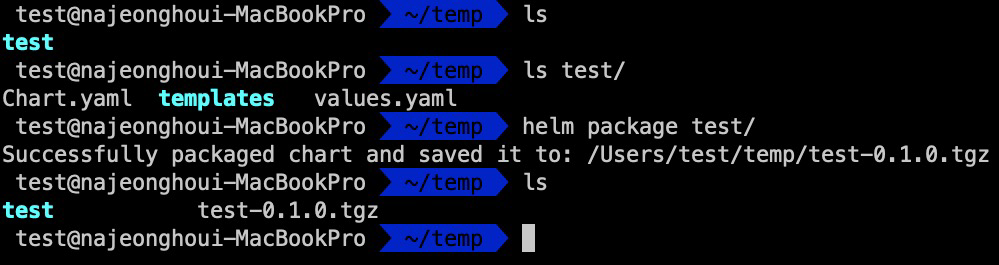 test@najeonghoui-MacBookPro ~/temp ls
test
test@najeonghoui-MacBookPro ~/temp ls test/
Chart.yaml templates values.yaml
test@najeonghoui-MacBookPro ~/temp helm package test/
Successfully packaged chart and saved it to: /Users/test/temp/test-0.1.0.tgz
test@najeonghoui-MacBookPro ~/temp ls
test test-0.1.0.tgz
test@najeonghoui-MacBookPro ~/temp